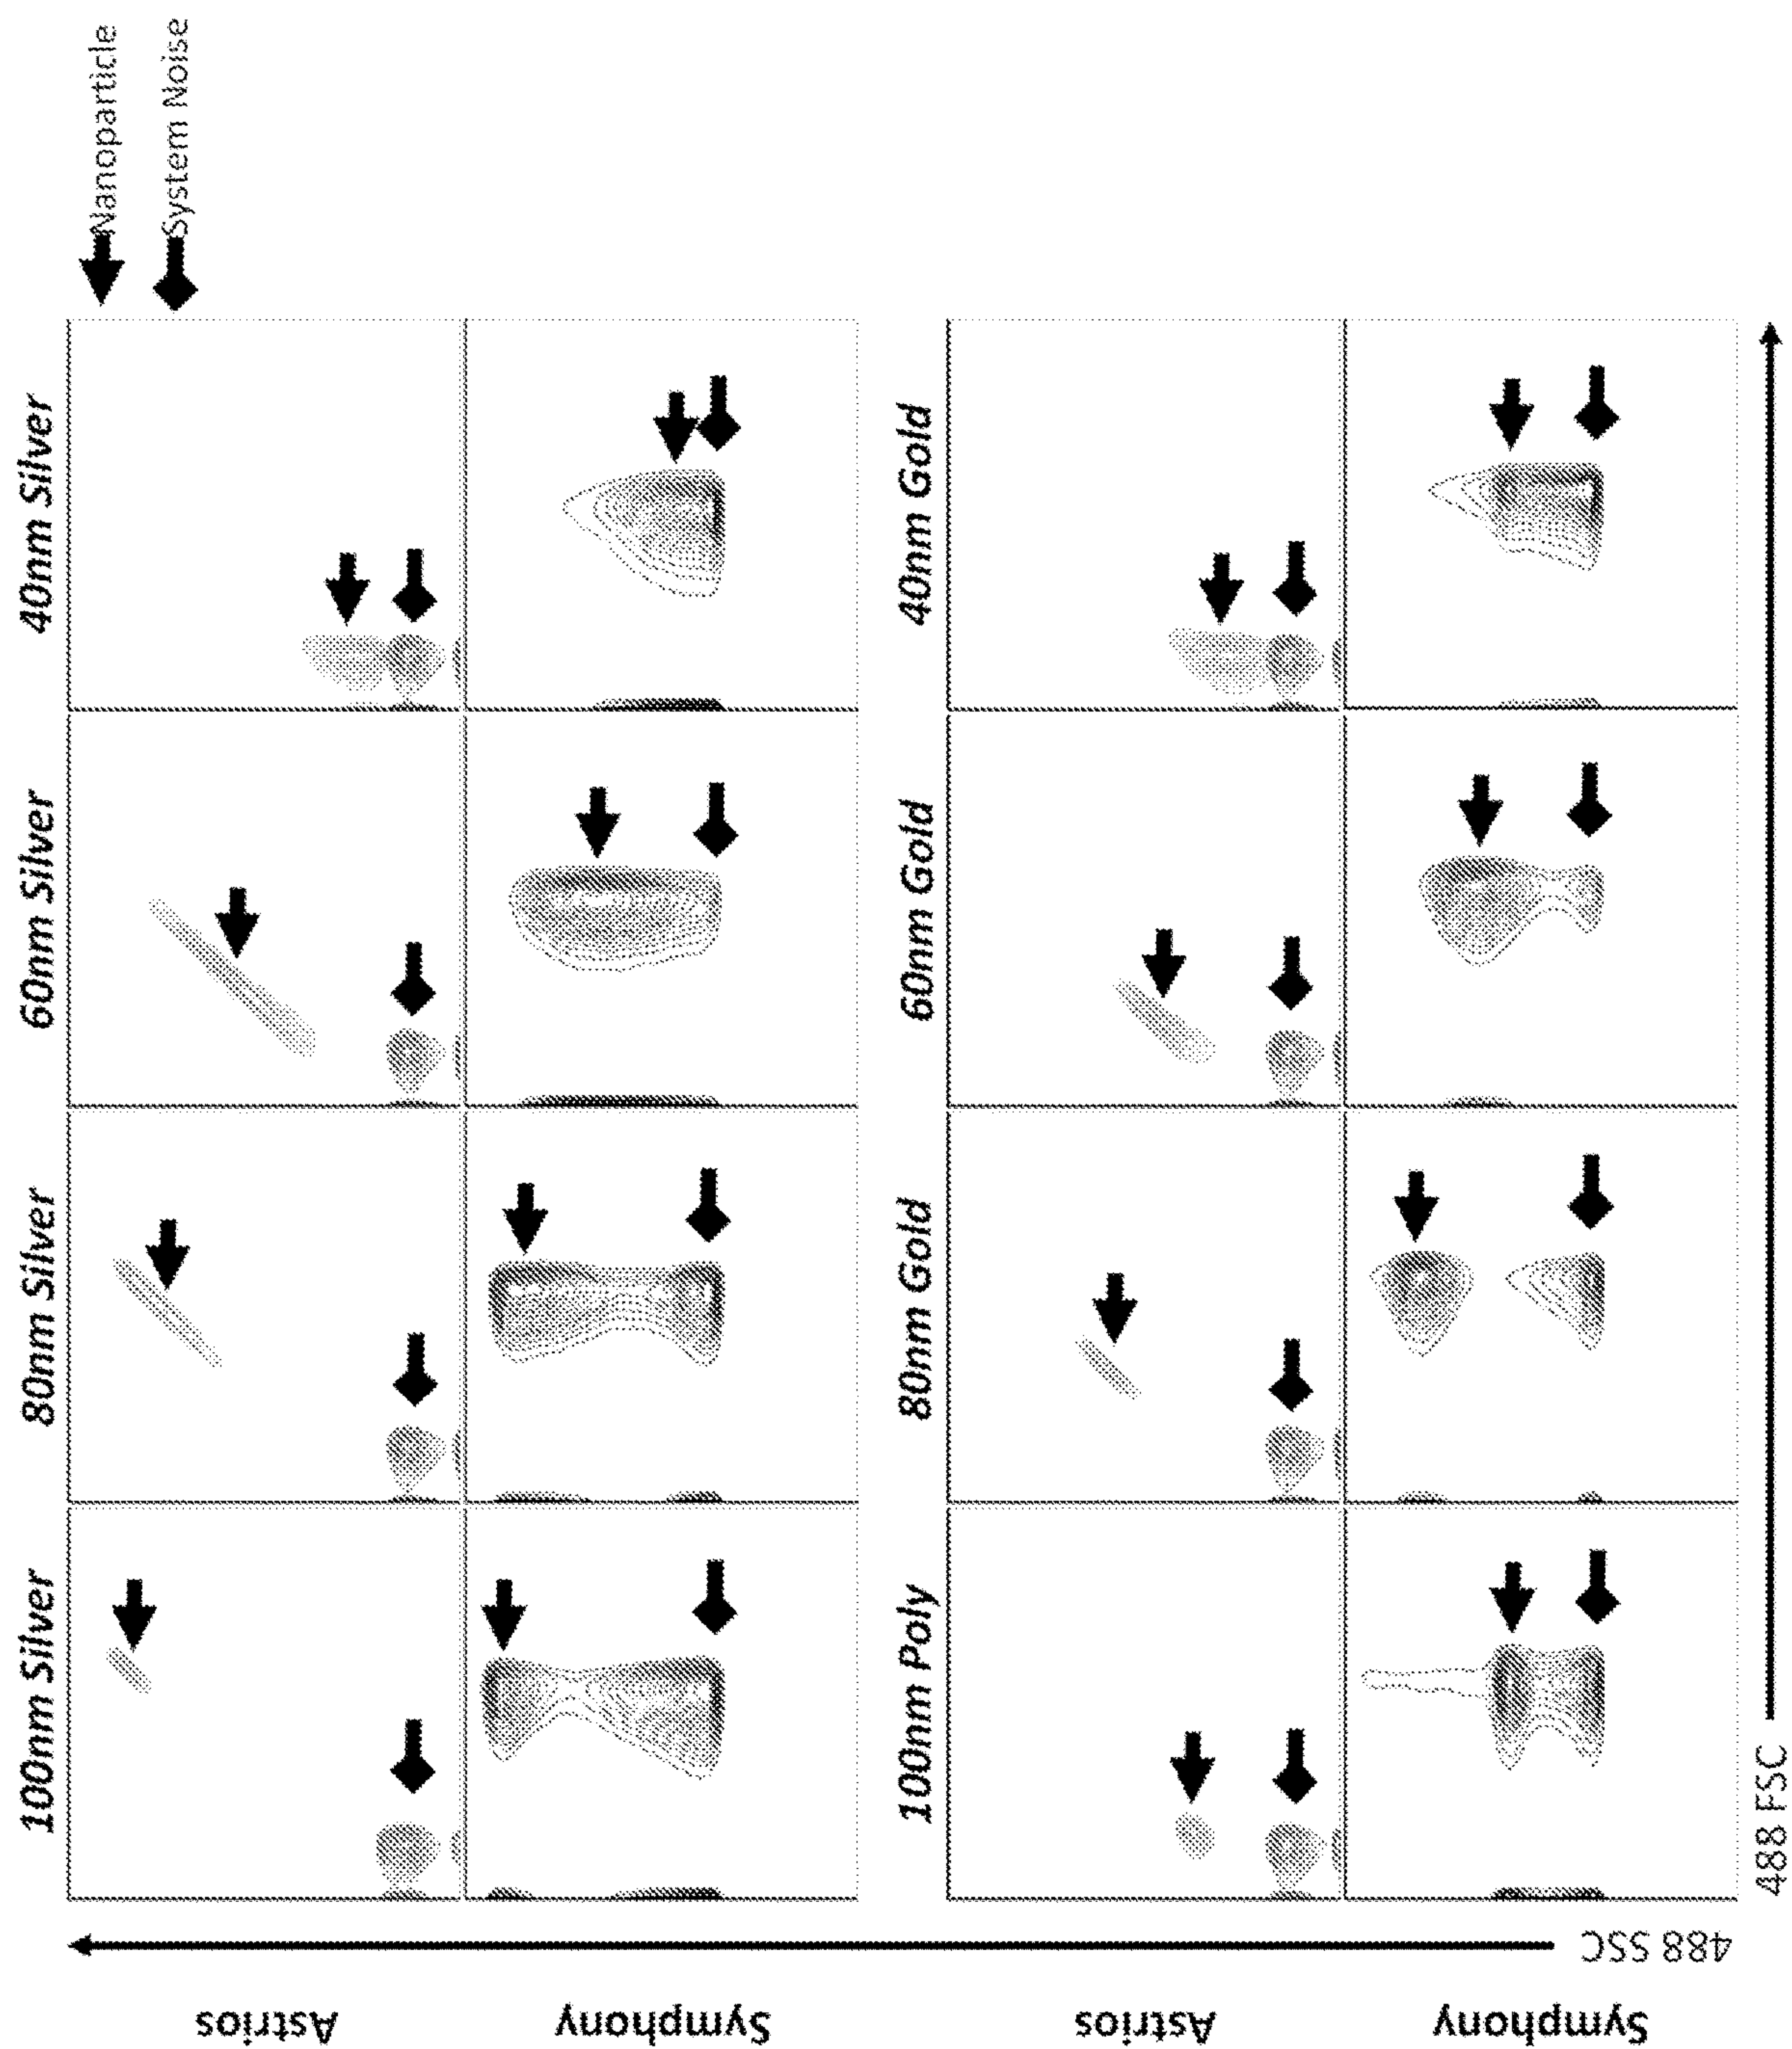 Nanoparticle
System Noise
100nm Silver
80nm Silver
60nm Silver
40nm Silver
Astrios
Symphony
100nm Poly
80nm Gold
60nm Gold
40nm Gold
Astrios
Symphony
488 SSC
488 FSC